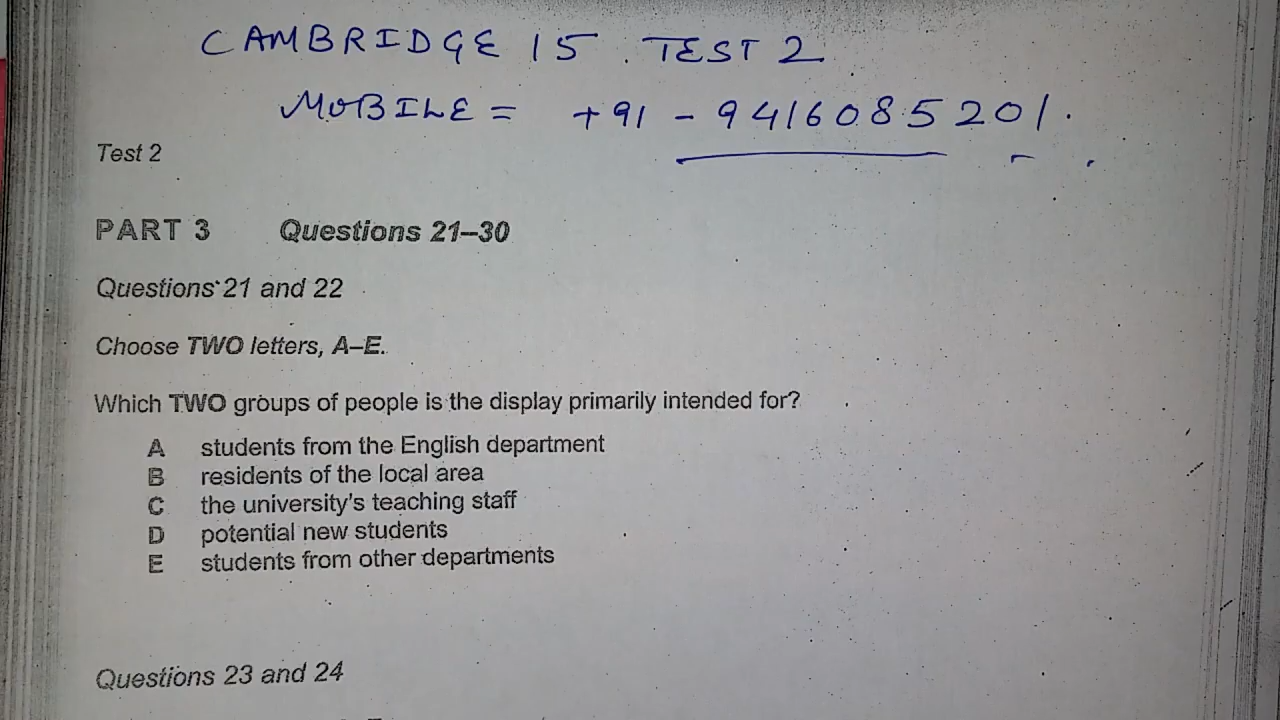 CAMBRIDGE 15 TEST 2
MOBILE = +91 - 9416085201.
Test 2
PART 3 Questions 21–30
Questions 21 and 22
Choose TWO letters, A–E.
Which TWO groups of people is the display primarily intended for?
A students from the English department
B residents of the local area
C the university's teaching staff
D potential new students
E students from other departments
Questions 23 and 24